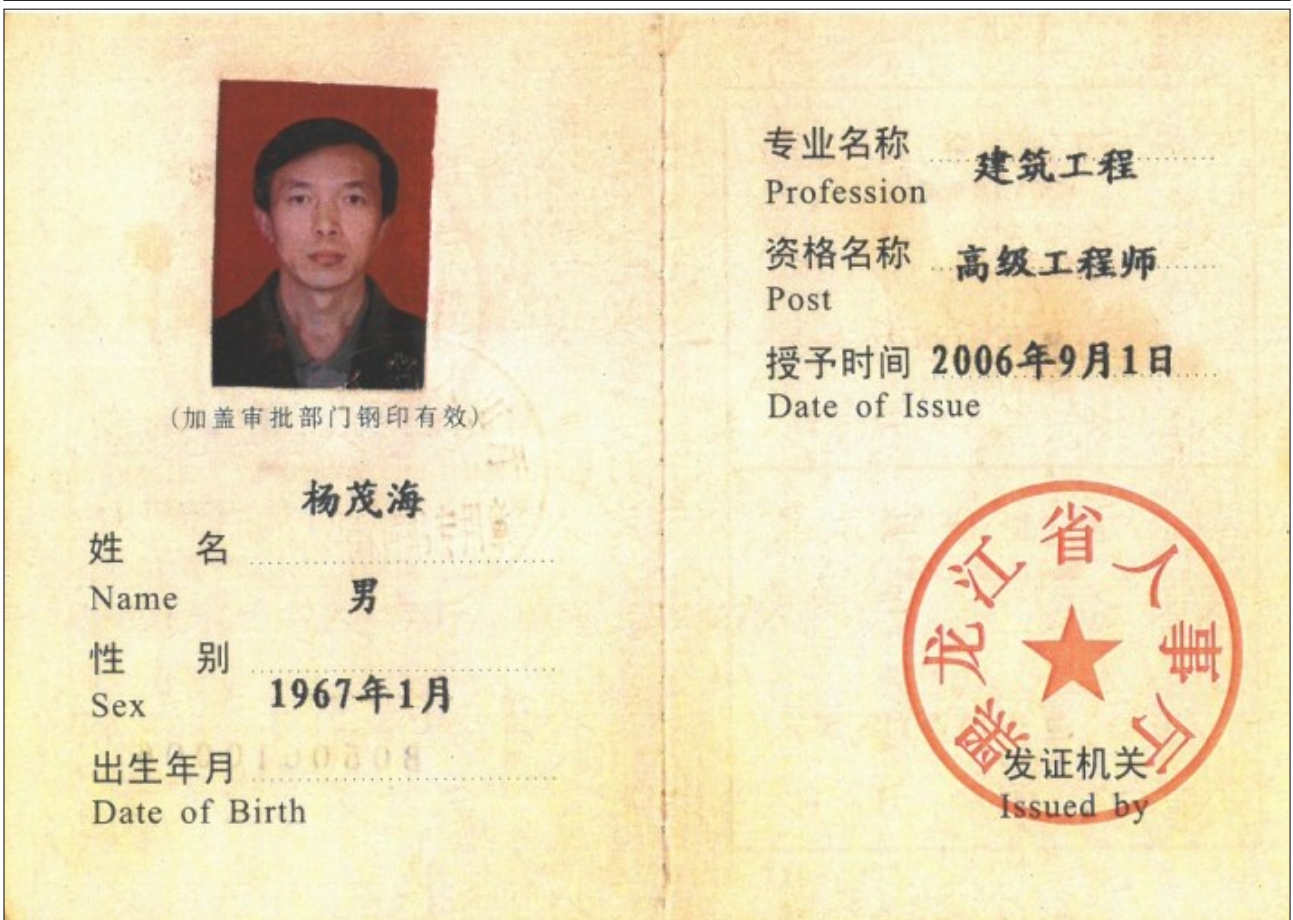 (加盖审批部门钢印有效)
杨茂海
姓 名
Name
男
性 别
Sex
1967年1月
出生年月
Date of Birth
专业名称 建筑工程
Profession
资格名称 高级工程师
Post
授予时间 2006年9月1日
Date of Issue
黑龙江省人事厅
发证机关
Issued by